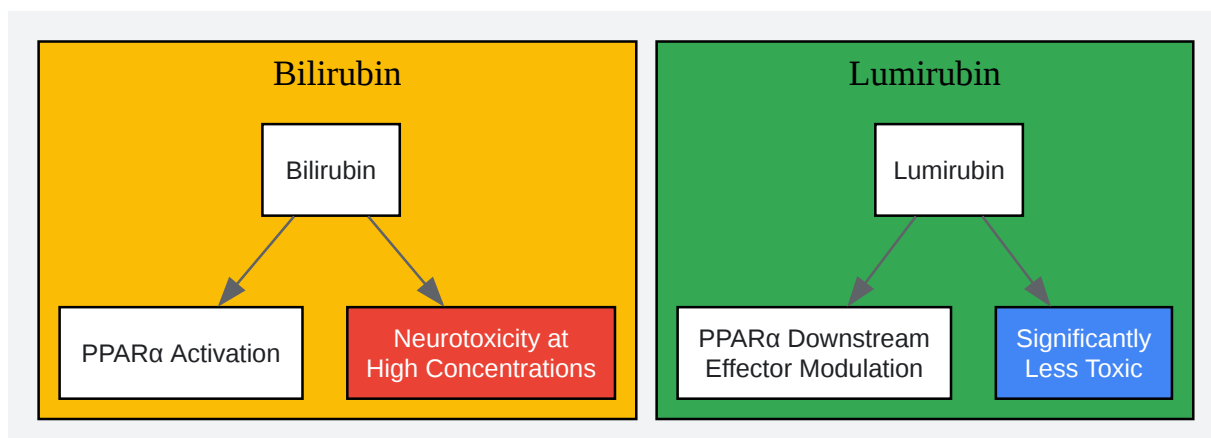 Bilirubin
Bilirubin
PPARα Activation
Neurotoxicity at
High Concentrations
Lumirubin
Lumirubin
PPARα Downstream
Effector Modulation
Significantly
Less Toxic